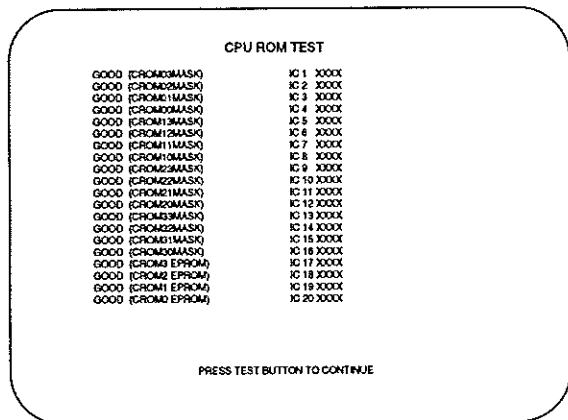 CPU ROM TEST
GOOD (CROM03MASK) IC 1 XXXX
GOOD (CROM02MASK) IC 2 XXXX
GOOD (CROM01MASK) IC 3 XXXX
GOOD (CROM00MASK) IC 4 XXXX
GOOD (CROM13MASK) IC 5 XXXX
GOOD (CROM12MASK) IC 6 XXXX
GOOD (CROM11MASK) IC 7 XXXX
GOOD (CROM10MASK) IC 8 XXXX
GOOD (CROM23MASK) IC 9 XXXX
GOOD (CROM22MASK) IC 10 XXXX
GOOD (CROM21MASK) IC 11 XXXX
GOOD (CROM20MASK) IC 12 XXXX
GOOD (CROM33MASK) IC 13 XXXX
GOOD (CROM32MASK) IC 14 XXXX
GOOD (CROM31MASK) IC 15 XXXX
GOOD (CROM30MASK) IC 16 XXXX
GOOD (CROM3 EPROM) IC 17 XXXX
GOOD (CROM2 EPROM) IC 18 XXXX
GOOD (CROM1 EPROM) IC 19 XXXX
GOOD (CROM0 EPROM) IC 20 XXXX
PRESS TEST BUTTON TO CONTINUE